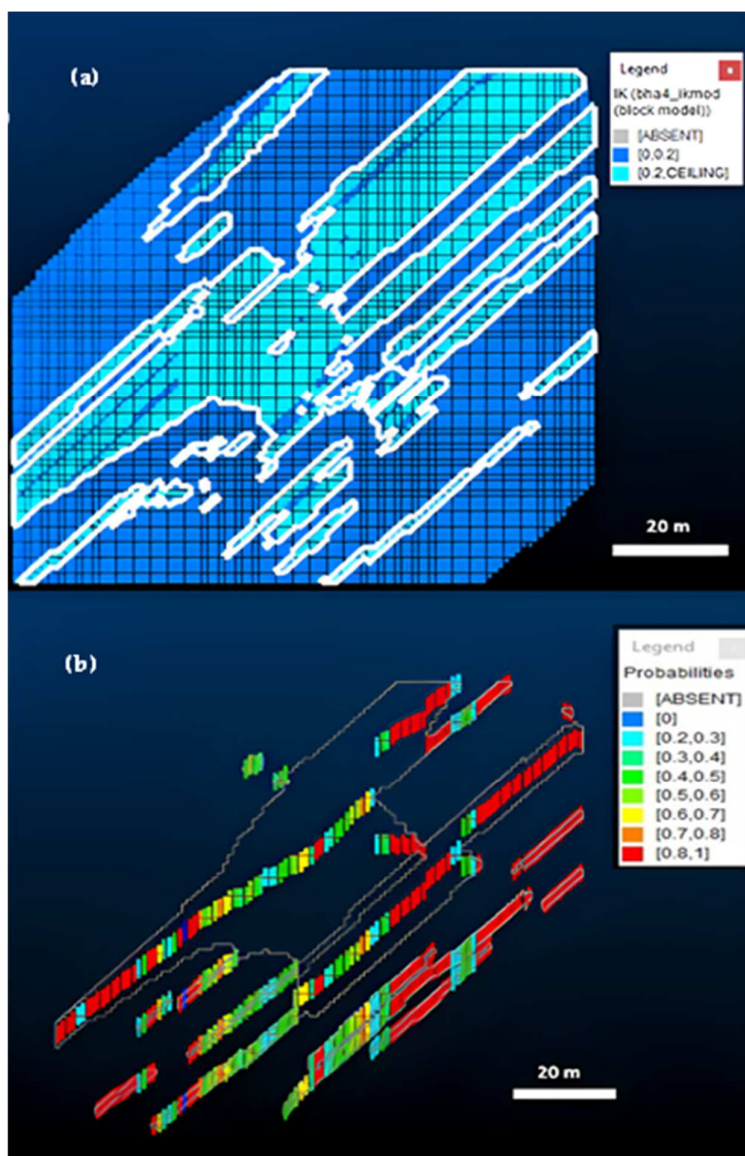 (a)
Legend
IK (bha4_ikmod
(block model))
[ABSENT]
[0,0.2]
[0.2,CEILING]
20 m
(b)
Legend
Probabilities
[ABSENT]
[0]
[0.2,0.3]
[0.3,0.4]
[0.4,0.5]
[0.5,0.6]
[0.6,0.7]
[0.7,0.8]
[0.8,1]
20 m